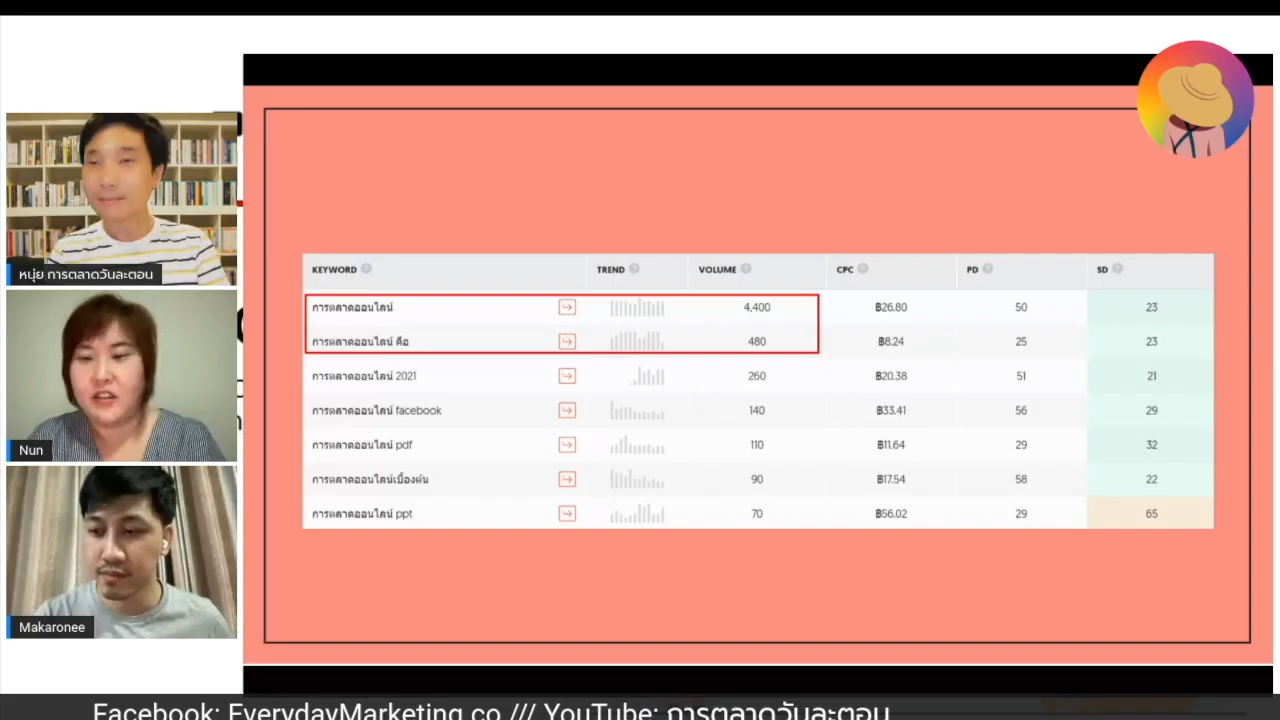 หนุ่ย การตลาดวันละตอน
Nun
Makaronee
KEYWORD TREND VOLUME CPC PD SD
การตลาดออนไลน์ 4,400 ฿26.80 50 23
การตลาดออนไลน์ คือ 480 ฿8.24 25 23
การตลาดออนไลน์ 2021 260 ฿20.38 51 21
การตลาดออนไลน์ facebook 140 ฿33.41 56 29
การตลาดออนไลน์ pdf 110 ฿11.64 29 32
การตลาดออนไลน์เบื้องต้น 90 ฿17.54 58 22
การตลาดออนไลน์ ppt 70 ฿56.02 29 65
Facebook: EverydayMarketing.co /// YouTube: การตลาดวันละตอน